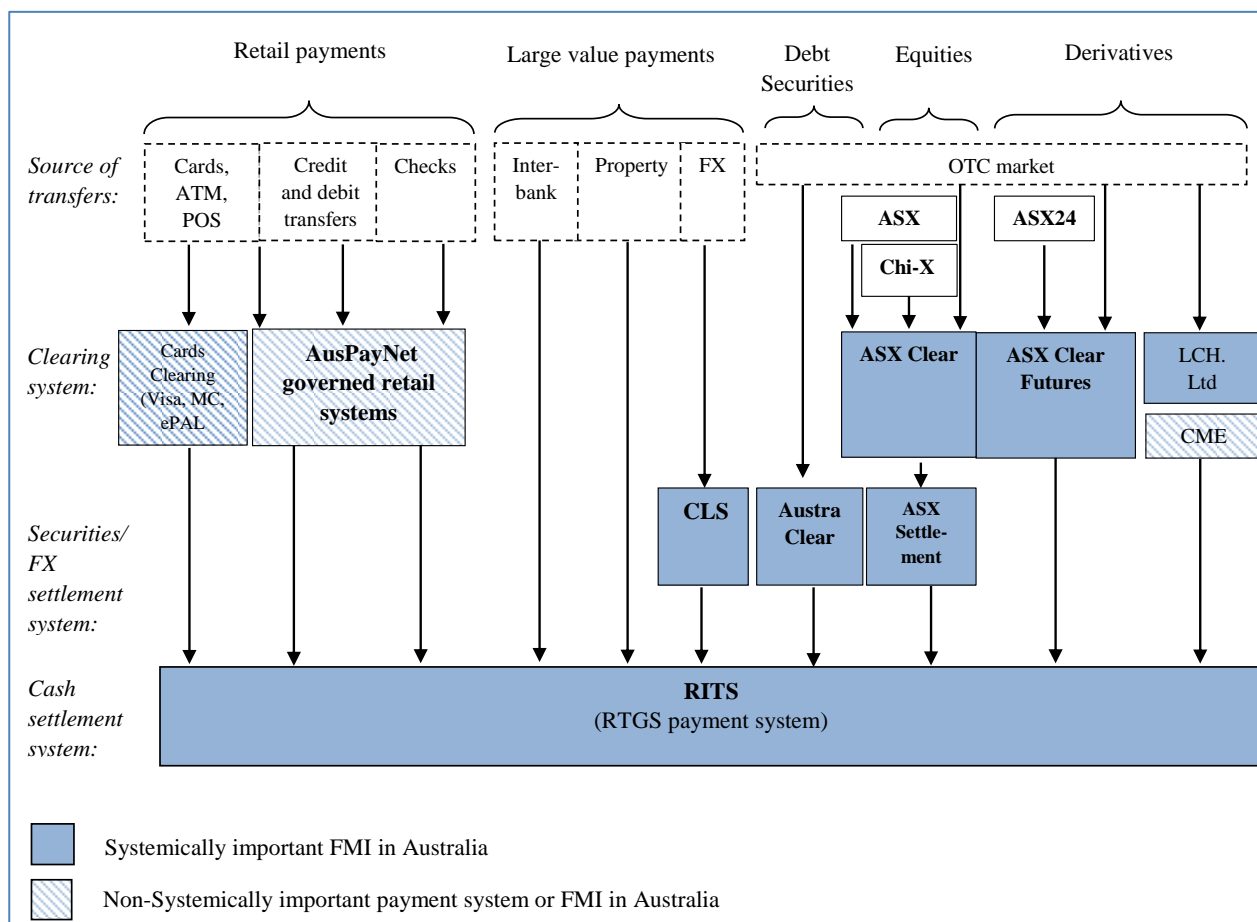 Retail payments
Large value payments
Debt
Securities
Equities
Derivatives
Source of
transfers:
Cards,
ATM,
POS
Credit
and debit
transfers
Checks
Inter-
bank
Property
FX
OTC market
ASX
Chi-X
ASX24
Clearing
system:
Cards
Clearing
(Visa, MC,
ePAL
AusPayNet
governed retail
systems
ASX Clear
ASX Clear
Futures
LCH.
Ltd
CME
Securities/
FX
settlement
system:
CLS
Austra
Clear
ASX
Settle-
ment
Cash
settlement
system:
RITS
(RTGS payment system)
Systemically important FMI in Australia
Non-Systemically important payment system or FMI in Australia